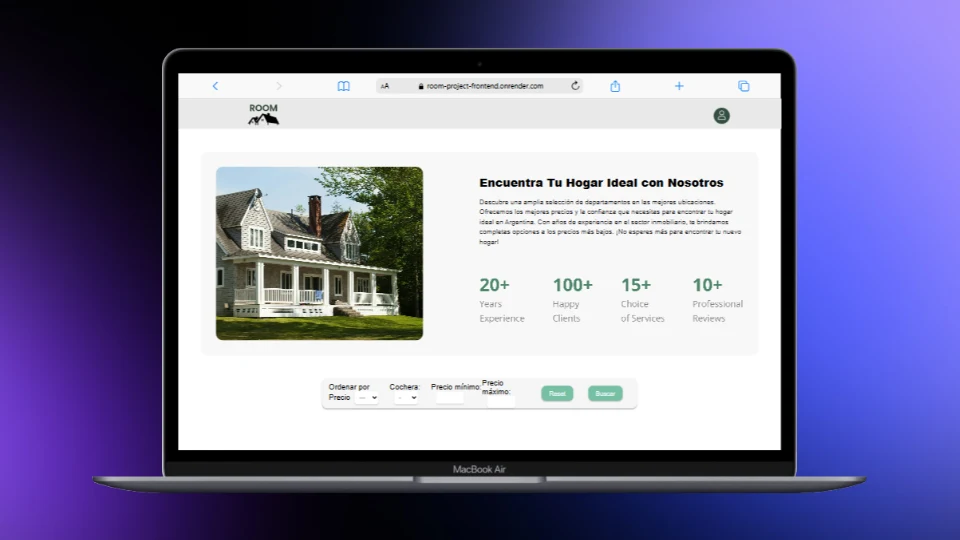 AA room-project-frontend.onrender.com
ROOM
Encuentra Tu Hogar Ideal con Nosotros
Descubre una amplia selección de departamentos en las mejores ubicaciones.
Ofrecemos los mejores precios y la confianza que necesitas para encontrar tu hogar
ideal en Argentina. Con años de experiencia en el sector inmobiliario, te brindamos
completas opciones a los precios más bajos. ¡No esperes más para encontrar tu nuevo
hogar!
20+
Years
Experience
100+
Happy
Clients
15+
Choice
of Services
10+
Professional
Reviews
Ordenar por
Precio ---
Cochera:
-
Precio mínimo:
Precio
máximo:
Reset
Buscar
MacBook Air